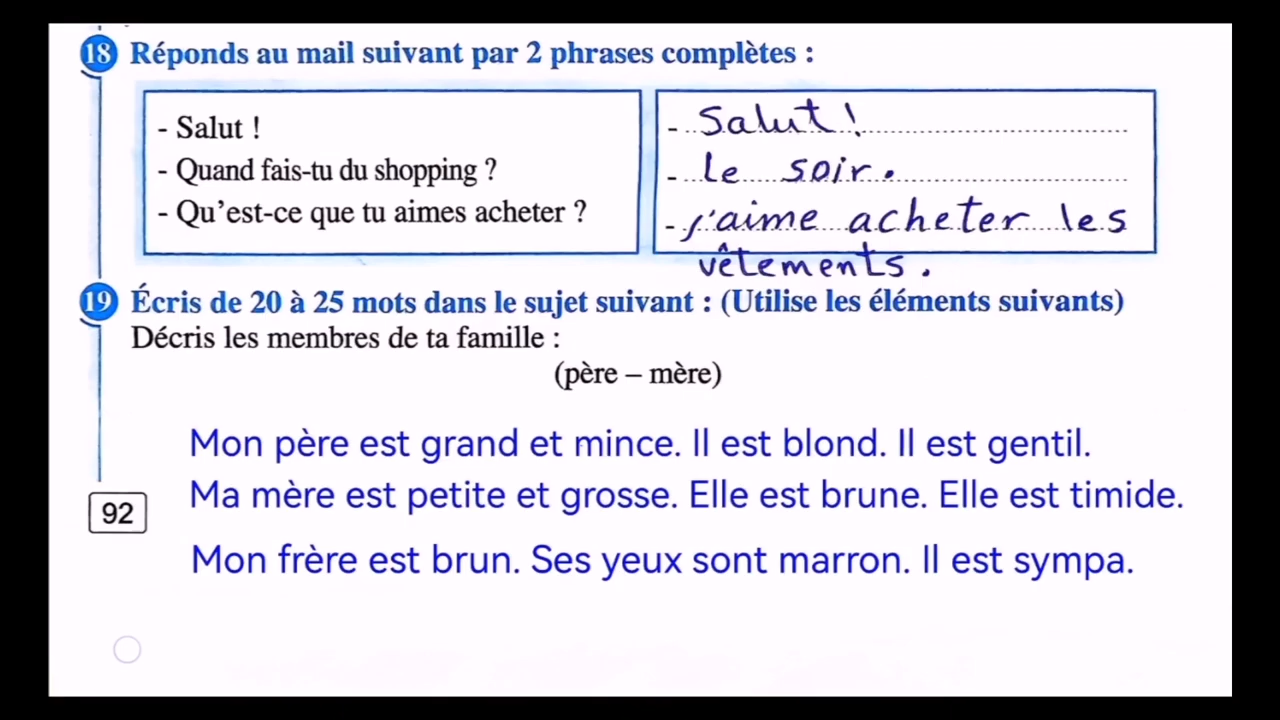 18 Réponds au mail suivant par 2 phrases complètes :
- Salut !
- Quand fais-tu du shopping ?
- Qu'est-ce que tu aimes acheter ?
- Salut !
- le soir.
- j'aime acheter les
vêtements.
19 Écris de 20 à 25 mots dans le sujet suivant : (Utilise les éléments suivants)
Décris les membres de ta famille :
(père – mère)
Mon père est grand et mince. Il est blond. Il est gentil.
Ma mère est petite et grosse. Elle est brune. Elle est timide.
92
Mon frère est brun. Ses yeux sont marron. Il est sympa.